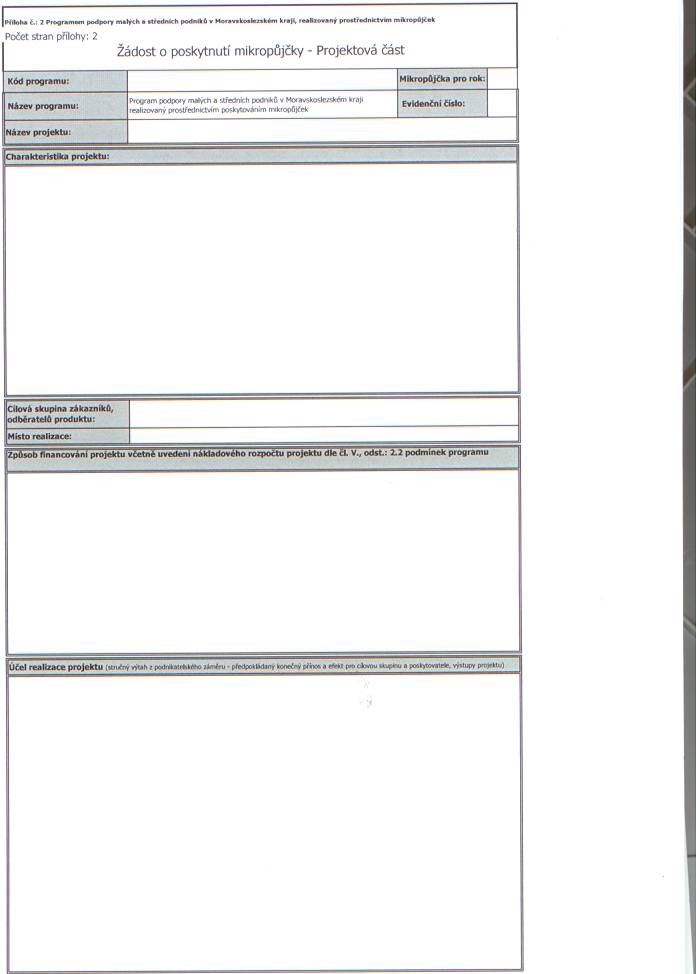 Příloha č.: 2 Programem podpory malých a středních podniků v Moravskoslezském kraji, realizovaný prostřednictvím mikropůjček
Počet stran přílohy: 2
Žádost o poskytnutí mikropůjčky - Projektová část
Kód programu:
Mikropůjčka pro rok:
Název programu:
Program podpory malých a středních podniků v Moravskoslezském kraji
realizovaný prostřednictvím poskytováním mikropůjček
Evidenční číslo:
Název projektu:
Charakteristika projektu:
Cílová skupina zákazníků,
odběratelů produktu:
Místo realizace:
Způsob financování projektu včetně uvedení nákladového rozpočtu projektu dle čl. V., odst.: 2.2 podmínek programu
Účel realizace projektu (stručný výtah z podnikatelského záměru - předpokládaný konečný přínos a efekt pro cílovou skupinu a poskytovatele, výstupy projektu)